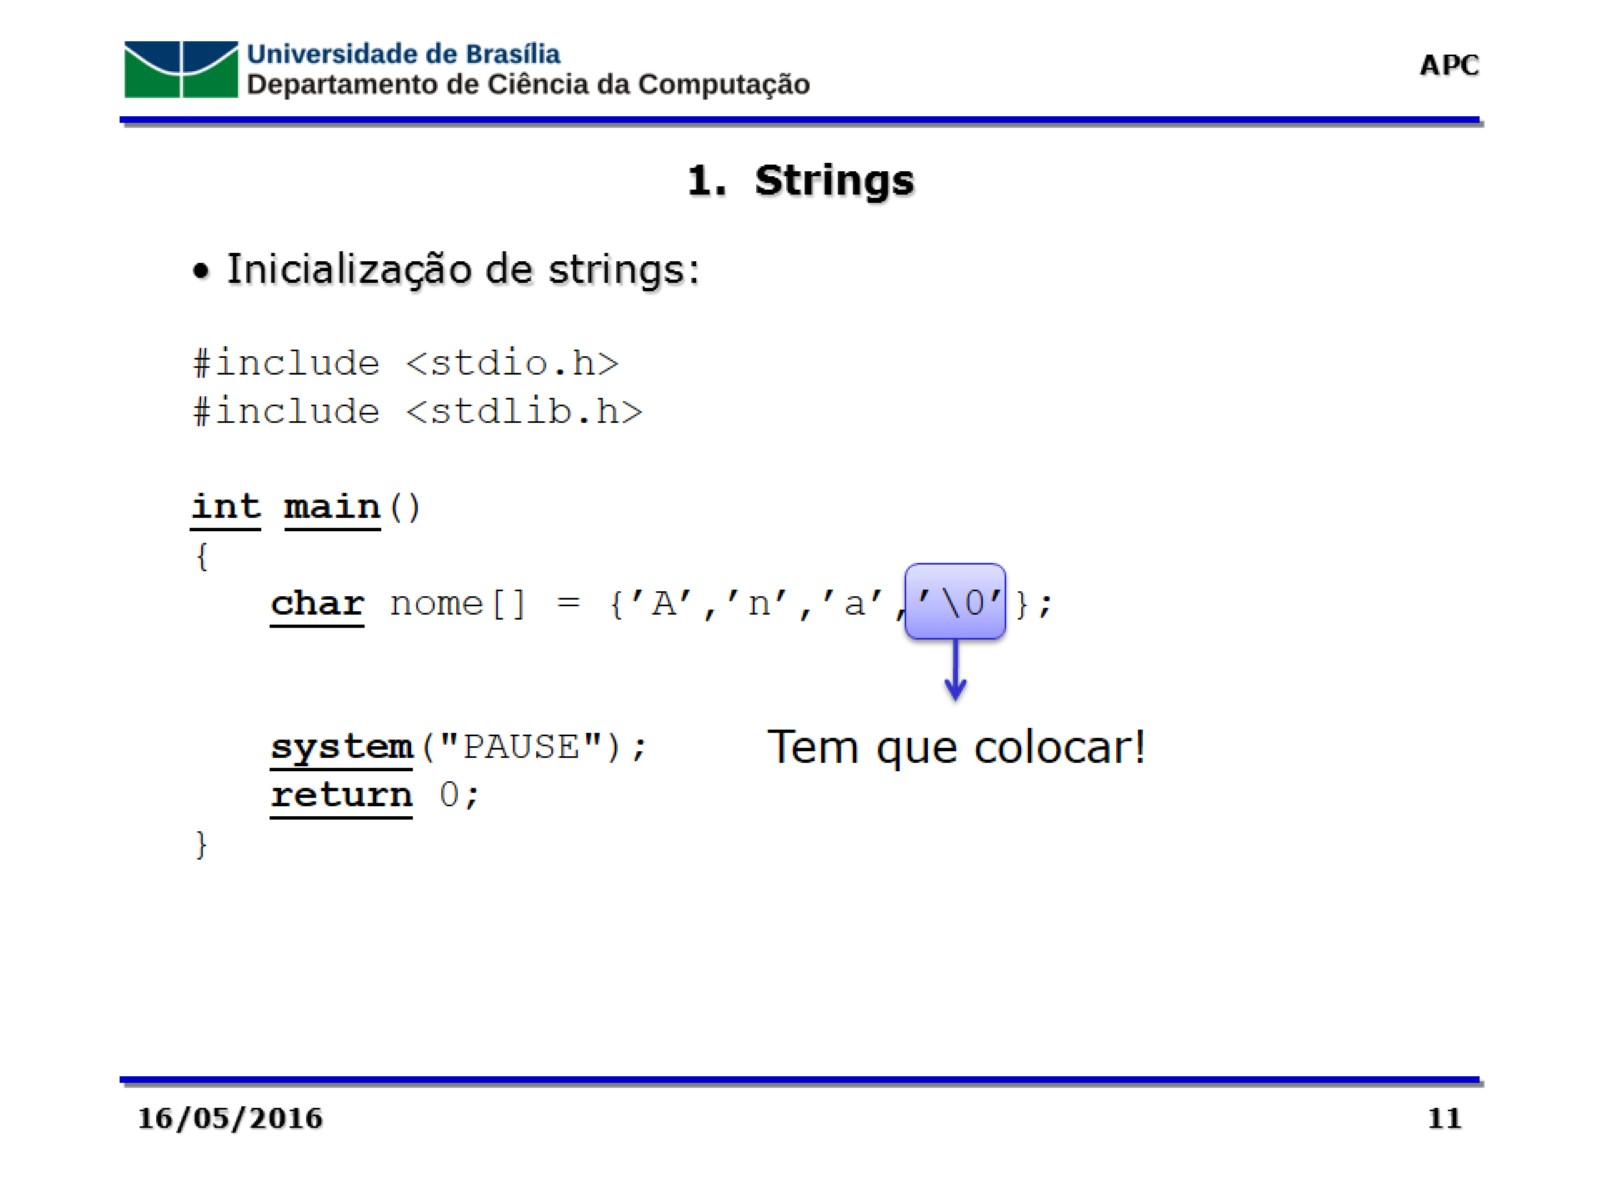 Universidade de Brasília
Departamento de Ciência da Computação
APC
1. Strings
• Inicialização de strings:
#include <stdio.h>
#include <stdlib.h>
int main()
{
char nome[] = {’A’,’n’,’a’,’\0’};
system("PAUSE");
Tem que colocar!
return 0;
}
16/05/2016
11